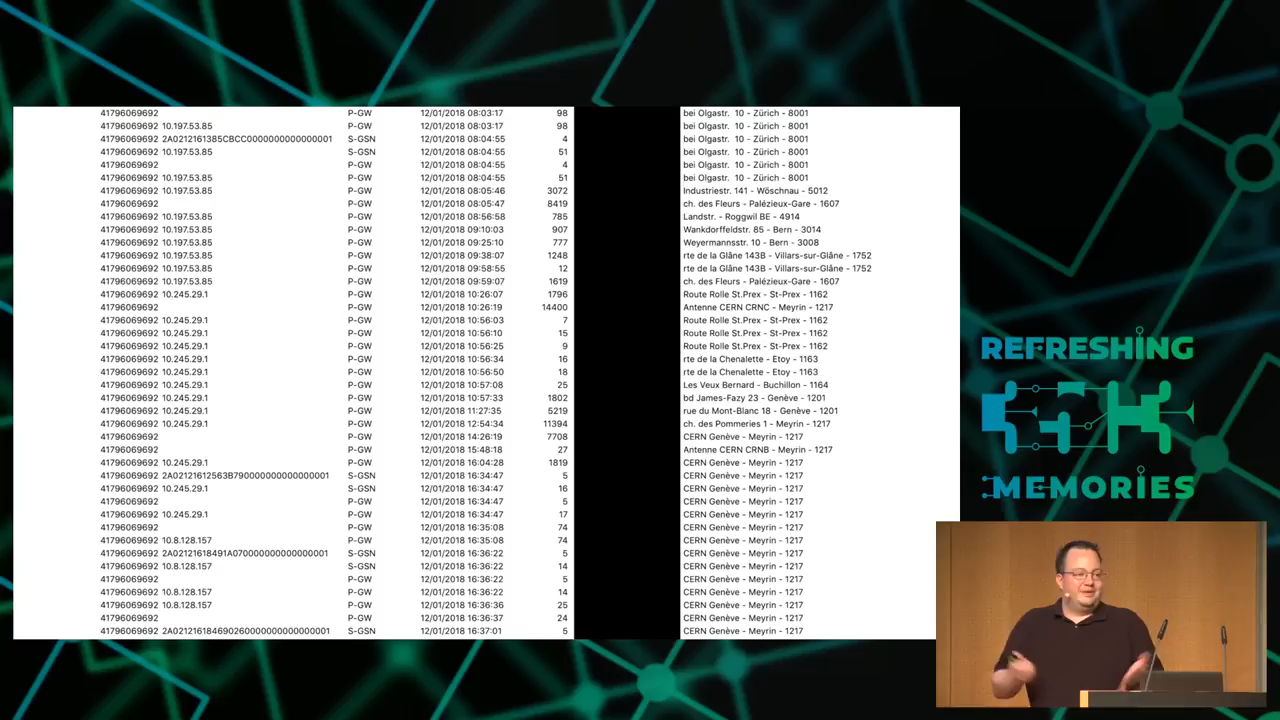 41796069692 P-GW 12/01/2018 08:03:17 98 bei Olgastr. 10 - Zürich - 8001
41796069692 10.197.53.85 P-GW 12/01/2018 08:03:17 98 bei Olgastr. 10 - Zürich - 8001
41796069692 2A0212161385CBCC0000000000000001 S-GSN 12/01/2018 08:04:55 4 bei Olgastr. 10 - Zürich - 8001
41796069692 10.197.53.85 S-GSN 12/01/2018 08:04:55 51 bei Olgastr. 10 - Zürich - 8001
41796069692 P-GW 12/01/2018 08:04:55 4 bei Olgastr. 10 - Zürich - 8001
41796069692 10.197.53.85 P-GW 12/01/2018 08:04:55 51 bei Olgastr. 10 - Zürich - 8001
41796069692 10.197.53.85 P-GW 12/01/2018 08:05:46 3072 Industriestr. 141 - Wöschnau - 5012
41796069692 P-GW 12/01/2018 08:05:47 8419 ch. des Fleurs - Palézieux-Gare - 1607
41796069692 10.197.53.85 P-GW 12/01/2018 08:56:58 785 Landstr. - Roggwil BE - 4914
41796069692 10.197.53.85 P-GW 12/01/2018 09:10:03 907 Wankdorffeldstr. 85 - Bern - 3014
41796069692 10.197.53.85 P-GW 12/01/2018 09:25:10 777 Weyermannsstr. 10 - Bern - 3008
41796069692 10.197.53.85 P-GW 12/01/2018 09:38:07 1248 rte de la Glâne 143B - Villars-sur-Glâne - 1752
41796069692 10.197.53.85 P-GW 12/01/2018 09:58:55 12 rte de la Glâne 143B - Villars-sur-Glâne - 1752
41796069692 10.197.53.85 P-GW 12/01/2018 09:59:07 1619 ch. des Fleurs - Palézieux-Gare - 1607
41796069692 10.245.29.1 P-GW 12/01/2018 10:26:07 1796 Route Rolle St.Prex - St-Prex - 1162
41796069692 P-GW 12/01/2018 10:26:19 14400 Antenne CERN CRNC - Meyrin - 1217
41796069692 10.245.29.1 P-GW 12/01/2018 10:56:03 7 Route Rolle St.Prex - St-Prex - 1162
41796069692 10.245.29.1 P-GW 12/01/2018 10:56:10 15 Route Rolle St.Prex - St-Prex - 1162
41796069692 10.245.29.1 P-GW 12/01/2018 10:56:25 9 Route Rolle St.Prex - St-Prex - 1162
41796069692 10.245.29.1 P-GW 12/01/2018 10:56:34 16 rte de la Chenalette - Etoy - 1163
41796069692 10.245.29.1 P-GW 12/01/2018 10:56:50 18 rte de la Chenalette - Etoy - 1163
41796069692 10.245.29.1 P-GW 12/01/2018 10:57:08 25 Les Veux Bernard - Buchillon - 1164
41796069692 10.245.29.1 P-GW 12/01/2018 10:57:33 1802 bd James-Fazy 23 - Genève - 1201
41796069692 10.245.29.1 P-GW 12/01/2018 11:27:35 5219 rue du Mont-Blanc 18 - Genève - 1201
41796069692 10.245.29.1 P-GW 12/01/2018 12:54:34 11394 ch. des Pommeries 1 - Meyrin - 1217
41796069692 P-GW 12/01/2018 14:26:19 7708 CERN Genève - Meyrin - 1217
41796069692 P-GW 12/01/2018 15:48:18 27 Antenne CERN CRNB - Meyrin - 1217
41796069692 10.245.29.1 P-GW 12/01/2018 16:04:28 1819 CERN Genève - Meyrin - 1217
41796069692 2A02121612563B790000000000000001 S-GSN 12/01/2018 16:34:47 5 CERN Genève - Meyrin - 1217
41796069692 10.245.29.1 S-GSN 12/01/2018 16:34:47 16 CERN Genève - Meyrin - 1217
41796069692 P-GW 12/01/2018 16:34:47 5 CERN Genève - Meyrin - 1217
41796069692 10.245.29.1 P-GW 12/01/2018 16:34:47 17 CERN Genève - Meyrin - 1217
41796069692 P-GW 12/01/2018 16:35:08 74 CERN Genève - Meyrin - 1217
41796069692 10.8.128.157 P-GW 12/01/2018 16:35:08 74 CERN Genève - Meyrin - 1217
41796069692 2A02121618491A070000000000000001 S-GSN 12/01/2018 16:36:22 5 CERN Genève - Meyrin - 1217
41796069692 10.8.128.157 S-GSN 12/01/2018 16:36:22 14 CERN Genève - Meyrin - 1217
41796069692 P-GW 12/01/2018 16:36:22 5 CERN Genève - Meyrin - 1217
41796069692 10.8.128.157 P-GW 12/01/2018 16:36:22 14 CERN Genève - Meyrin - 1217
41796069692 10.8.128.157 P-GW 12/01/2018 16:36:36 25 CERN Genève - Meyrin - 1217
41796069692 P-GW 12/01/2018 16:36:37 24 CERN Genève - Meyrin - 1217
41796069692 2A021216184690260000000000000001 S-GSN 12/01/2018 16:37:01 5 CERN Genève - Meyrin - 1217
REFRESHING
MEMORIES